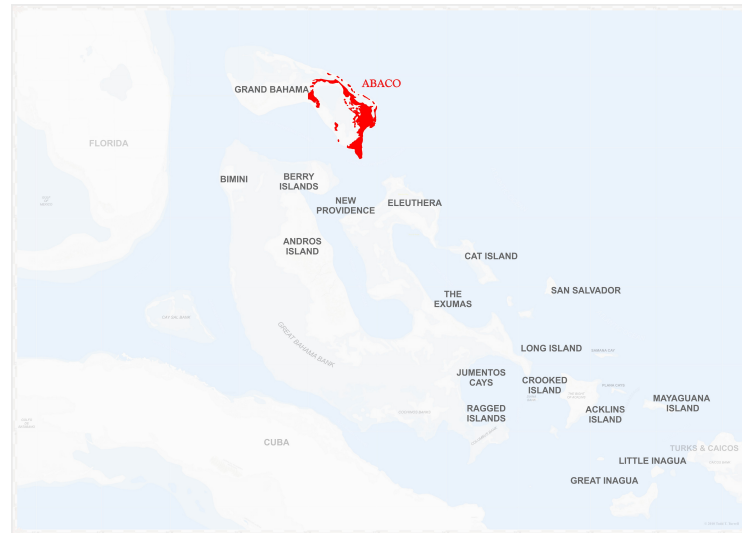 ABACO
GRAND BAHAMA
FLORIDA
BIMINI
BERRY
ISLANDS
NEW
PROVIDENCE
ELEUTHERA
ANDROS
ISLAND
CAT ISLAND
THE
EXUMAS
SAN SALVADOR
GREAT BAHAMA BANK
LONG ISLAND
JUMENTOS
CAYS
CROOKED
ISLAND
RAGGED
ISLANDS
ACKLINS
ISLAND
MAYAGUANA
ISLAND
CUBA
TURKS & CAICOS
LITTLE INAGUA
GREAT INAGUA